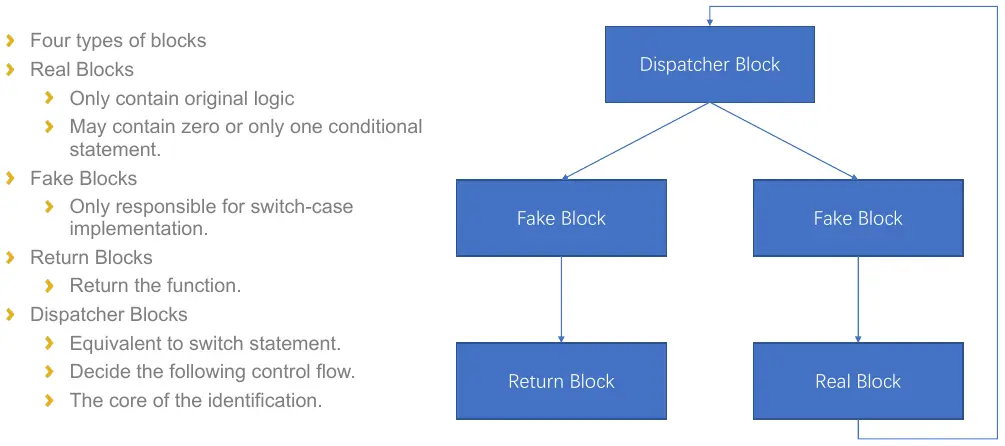 Four types of blocks
Real Blocks
Only contain original logic
May contain zero or only one conditional
statement.
Fake Blocks
Only responsible for switch-case
implementation.
Return Blocks
Return the function.
Dispatcher Blocks
Equivalent to switch statement.
Decide the following control flow.
The core of the identification.
Dispatcher Block
Fake Block
Fake Block
Return Block
Real Block